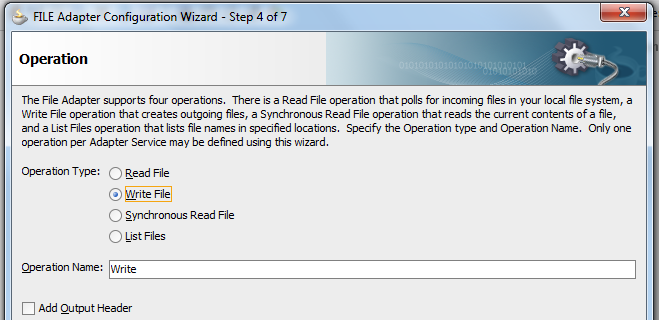 FILE Adapter Configuration Wizard - Step 4 of 7
Operation
010101010101010101010101
010101010101
The File Adapter supports four operations. There is a Read File operation that polls for incoming files in your local file system, a
Write File operation that creates outgoing files, a Synchronous Read File operation that reads the current contents of a file,
and a List Files operation that lists file names in specified locations. Specify the Operation type and Operation Name. Only one
operation per Adapter Service may be defined using this wizard.
Operation Type: Read File
Write File
Synchronous Read File
List Files
Operation Name: Write
Add Output Header